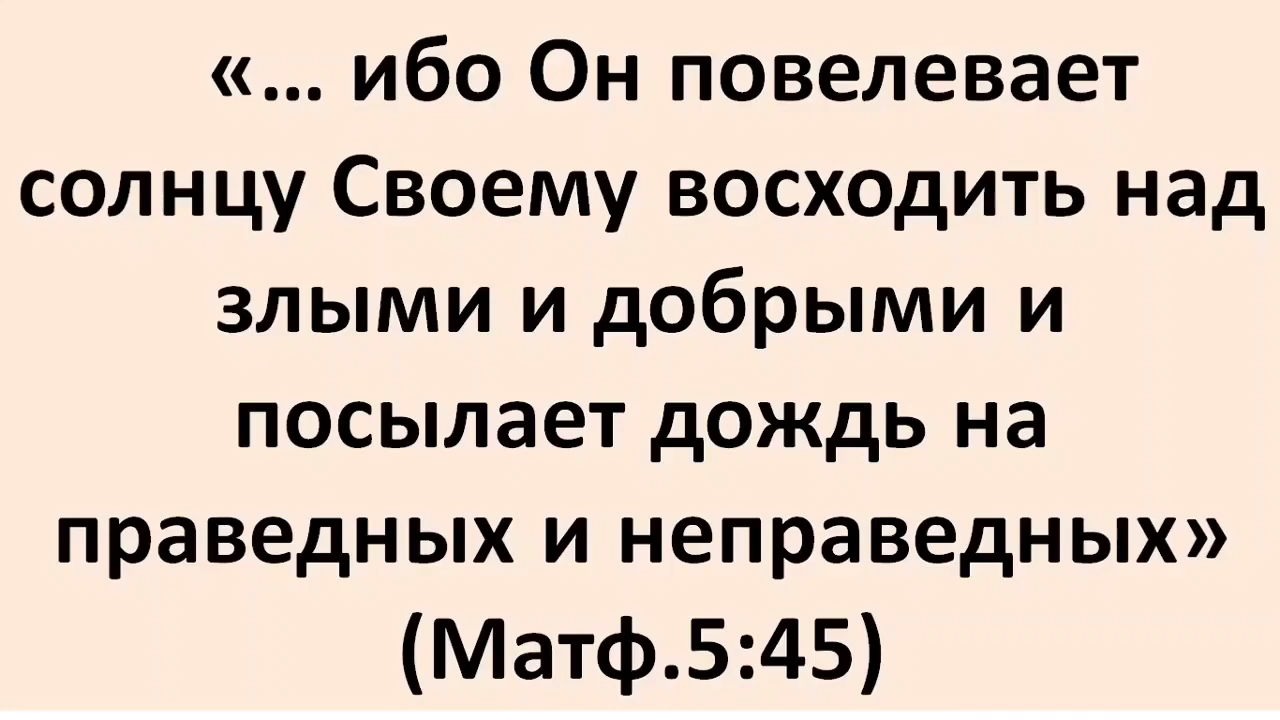 «... ибо Он повелевает
солнцу Своему восходить над
злыми и добрыми и
посылает дождь на
праведных и неправедных»
(Матф.5:45)